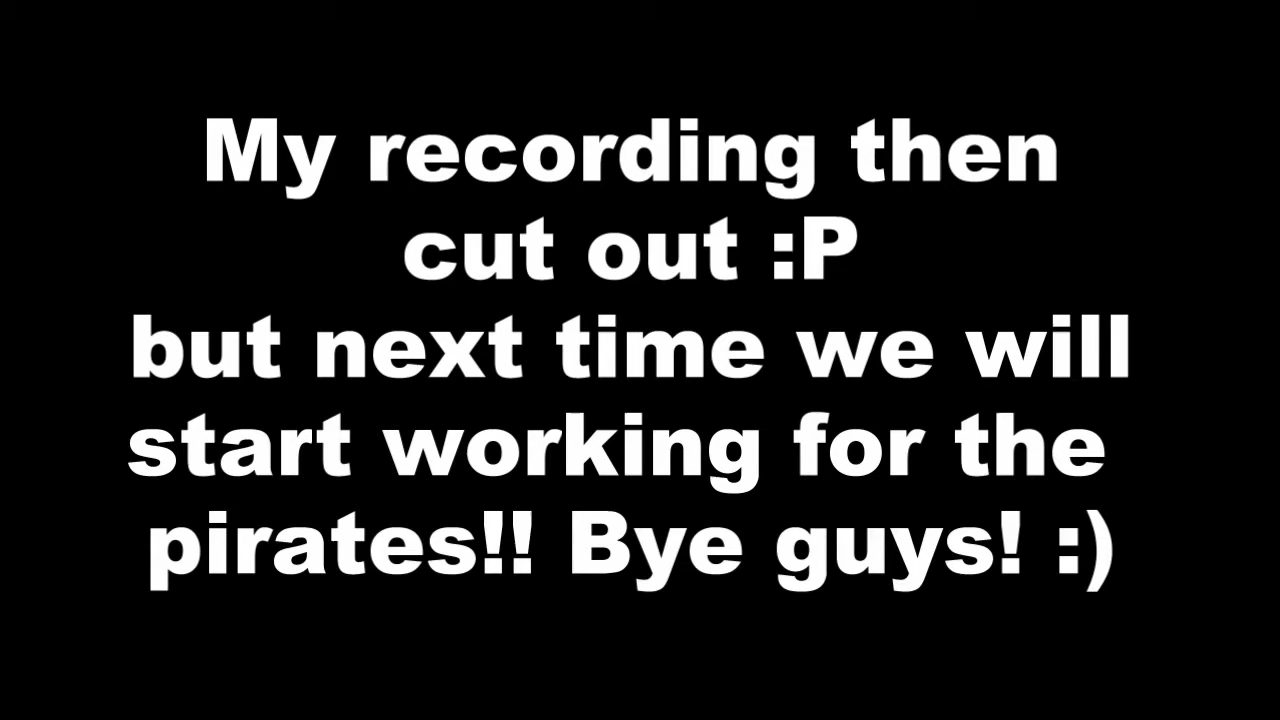 My recording then
cut out :P
but next time we will
start working for the
pirates!! Bye guys! :)